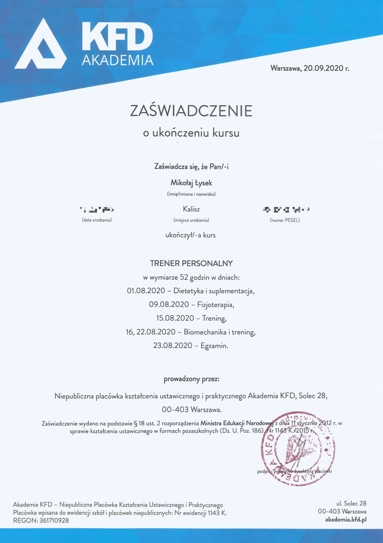 KFD
AKADEMIA
Warszawa, 20.09.2020 r.
ZAŚWIADCZENIE
o ukończeniu kursu
Zaświadcza się, że Pan/-i
Mikołaj Łysek
(imię/imiona i nazwisko)
Kalisz
(data urodzenia) (miejsce urodzenia) (numer PESEL)
ukończył/-a kurs
TRENER PERSONALNY
w wymiarze 52 godzin w dniach:
01.08.2020 – Dietetyka i suplementacja,
09.08.2020 – Fizjoterapia,
15.08.2020 – Trening,
16, 22.08.2020 – Biomechanika i trening,
23.08.2020 – Egzamin.
prowadzony przez:
Niepubliczna placówka kształcenia ustawicznego i praktycznego Akademia KFD, Solec 28,
00-403 Warszawa.
Zaświadczenie wydano na podstawie § 18 ust. 2 rozporządzenia Ministra Edukacji Narodowej z dnia 11 stycznia 2012 r. w
sprawie kształcenia ustawicznego w formach pozaszkolnych (Dz. U. Poz. 186). Nr 1143 K /2015 r.
Akademia KFD – Niepubliczna Placówka Kształcenia Ustawicznego i Praktycznego
Placówka wpisana do ewidencji szkół i placówek niepublicznych: Nr ewidencji 1143 K.
REGON: 361710928
ul. Solec 28
00-403 Warszawa
akademia.kfd.pl